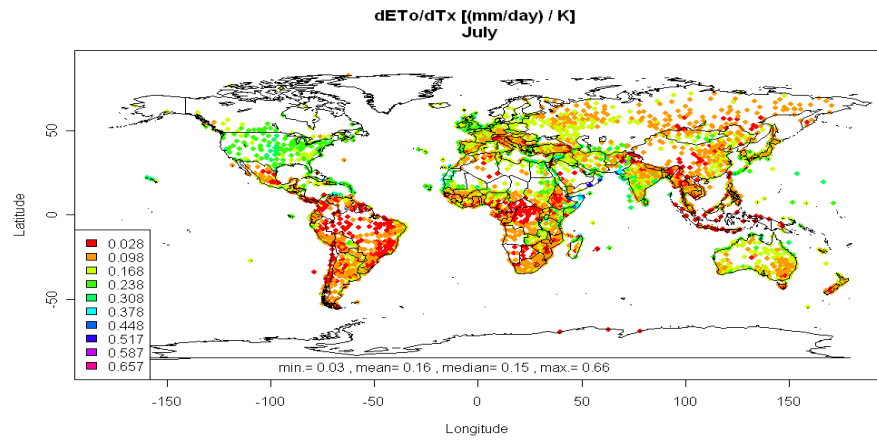 dETo/dTx [(mm/day) / K]
July
Latitude
50
0
-50
0.028
0.098
0.168
0.238
0.308
0.378
0.448
0.517
0.587
0.657
min.= 0.03 , mean= 0.16 , median= 0.15 , max.= 0.66
-150 -100 -50 0 50 100 150
Longitude